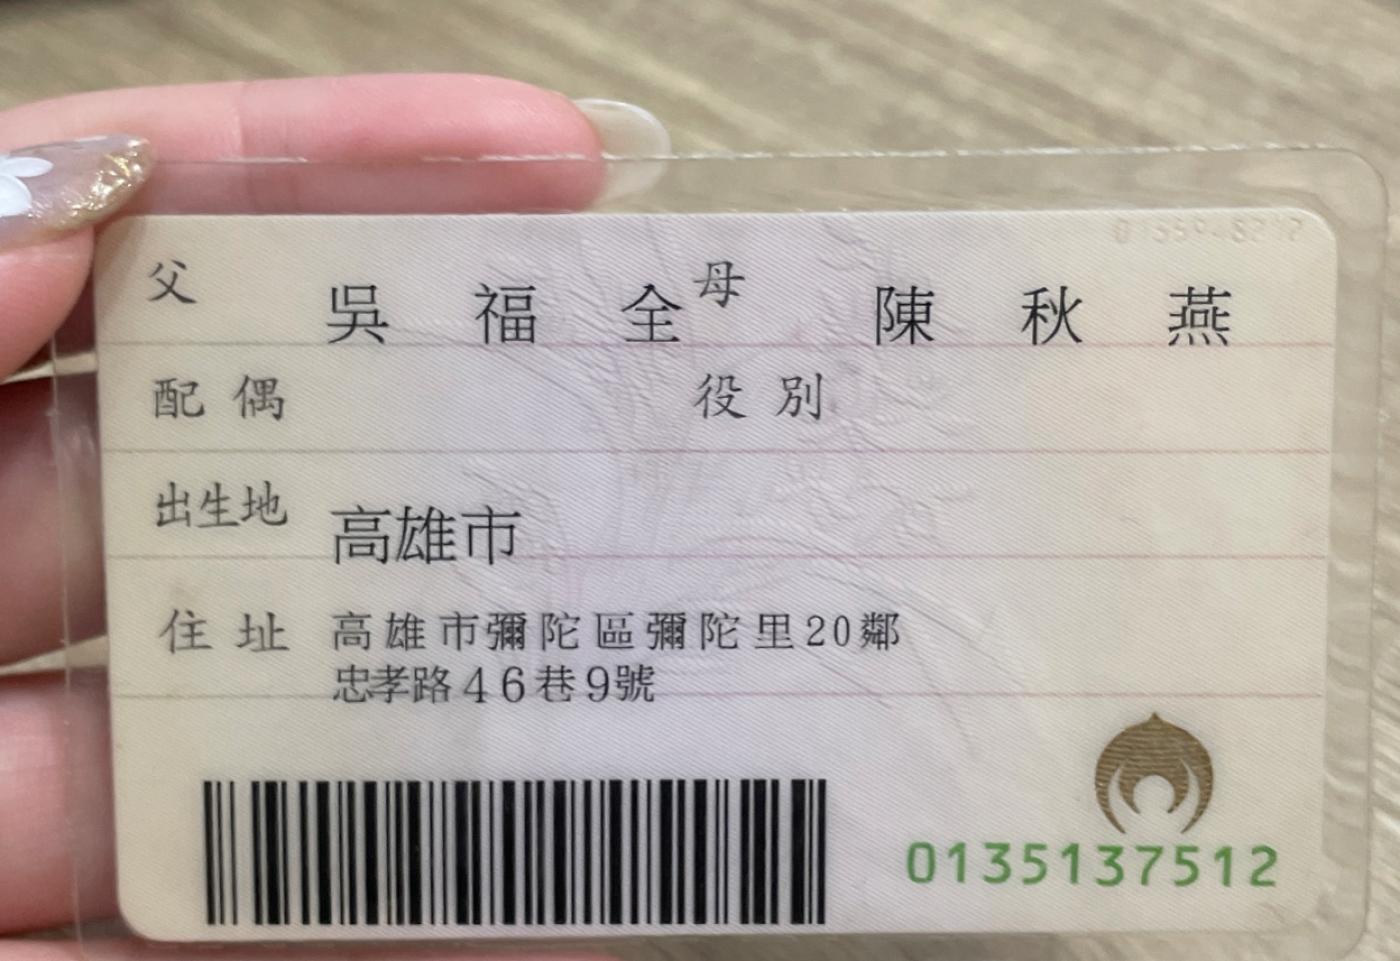 父 吳福全 母 陳秋燕
配偶 役別
出生地 高雄市
住址 高雄市彌陀區彌陀里20鄰
忠孝路46巷9號
0135137512